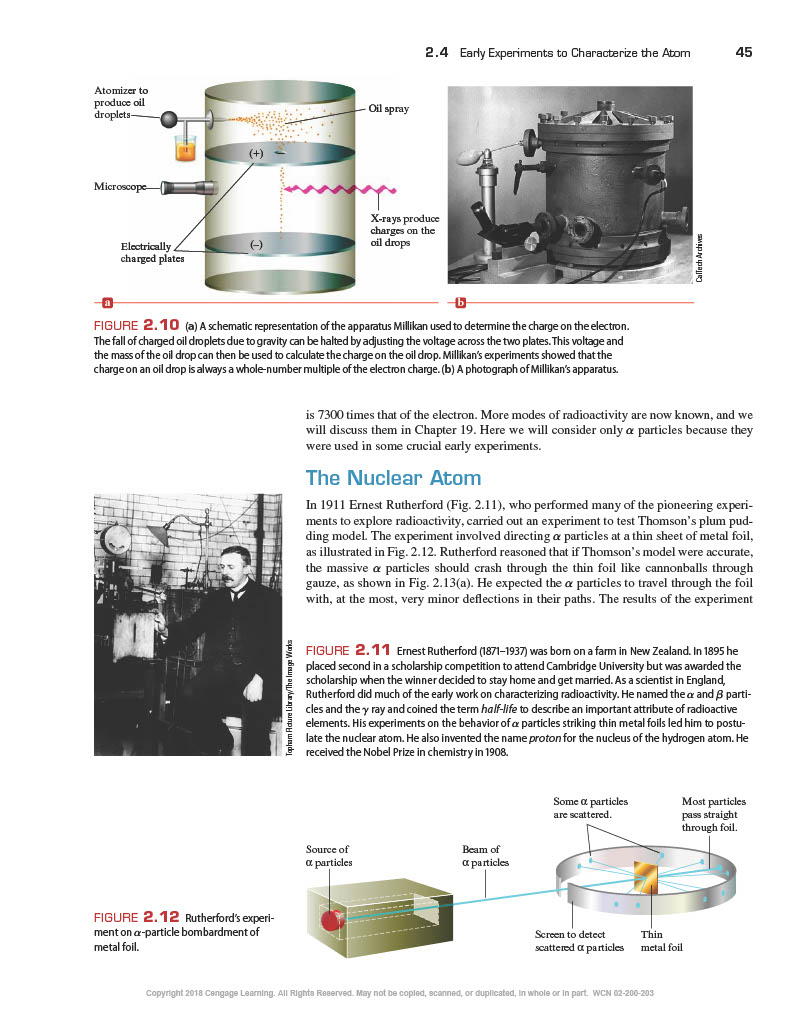 2.4 Early Experiments to Characterize the Atom 45
Atomizer to
produce oil
droplets
Oil spray
(+)
Microscope
X-rays produce
charges on the
oil drops
Electrically
charged plates
(–)
CalTech Archives
a
b
FIGURE 2.10 (a) A schematic representation of the apparatus Millikan used to determine the charge on the electron.
The fall of charged oil droplets due to gravity can be halted by adjusting the voltage across the two plates. This voltage and
the mass of the oil drop can then be used to calculate the charge on the oil drop. Millikan's experiments showed that the
charge on an oil drop is always a whole-number multiple of the electron charge. (b) A photograph of Millikan's apparatus.
is 7300 times that of the electron. More modes of radioactivity are now known, and we
will discuss them in Chapter 19. Here we will consider only α particles because they
were used in some crucial early experiments.
The Nuclear Atom
In 1911 Ernest Rutherford (Fig. 2.11), who performed many of the pioneering experi-
ments to explore radioactivity, carried out an experiment to test Thomson's plum pud-
ding model. The experiment involved directing α particles at a thin sheet of metal foil,
as illustrated in Fig. 2.12. Rutherford reasoned that if Thomson's model were accurate,
the massive α particles should crash through the thin foil like cannonballs through
gauze, as shown in Fig. 2.13(a). He expected the α particles to travel through the foil
with, at the most, very minor deflections in their paths. The results of the experiment
Topham Picture Library/The Image Works
FIGURE 2.11 Ernest Rutherford (1871–1937) was born on a farm in New Zealand. In 1895 he
placed second in a scholarship competition to attend Cambridge University but was awarded the
scholarship when the winner decided to stay home and get married. As a scientist in England,
Rutherford did much of the early work on characterizing radioactivity. He named the α and β parti-
cles and the γ ray and coined the term half-life to describe an important attribute of radioactive
elements. His experiments on the behavior of α particles striking thin metal foils led him to postu-
late the nuclear atom. He also invented the name proton for the nucleus of the hydrogen atom. He
received the Nobel Prize in chemistry in 1908.
Some α particles
are scattered.
Most particles
pass straight
through foil.
Source of
α particles
Beam of
α particles
Screen to detect
scattered α particles
Thin
metal foil
FIGURE 2.12 Rutherford's experi-
ment on α-particle bombardment of
metal foil.
Copyright 2018 Cengage Learning. All Rights Reserved. May not be copied, scanned, or duplicated, in whole or in part. WCN 02-200-203